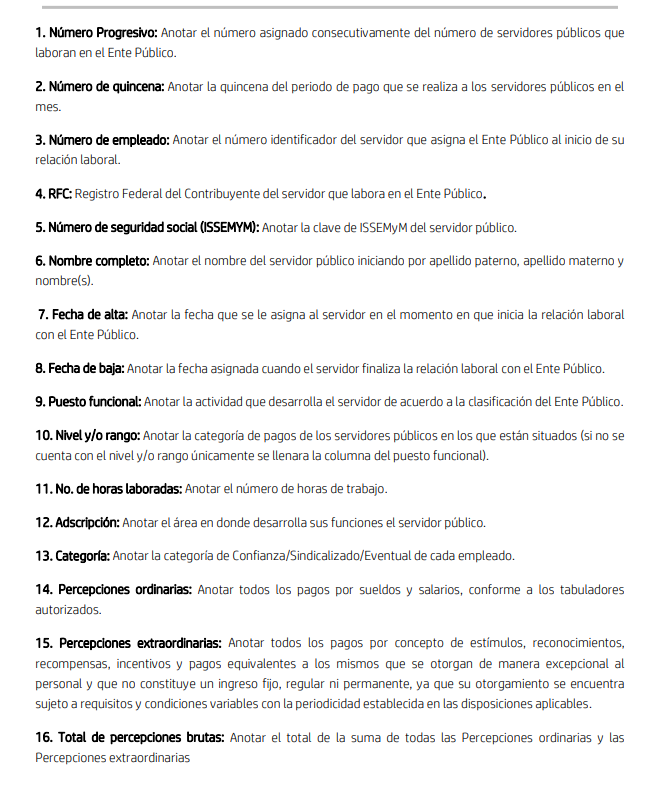 1. Número Progresivo: Anotar el número asignado consecutivamente del número de servidores públicos que
laboran en el Ente Público.
2. Número de quincena: Anotar la quincena del periodo de pago que se realiza a los servidores públicos en el
mes.
3. Número de empleado: Anotar el número identificador del servidor que asigna el Ente Público al inicio de su
relación laboral.
4. RFC: Registro Federal del Contribuyente del servidor que labora en el Ente Público.
5. Número de seguridad social (ISSEMYM): Anotar la clave de ISSEMyM del servidor público.
6. Nombre completo: Anotar el nombre del servidor público iniciando por apellido paterno, apellido materno y
nombre(s).
7. Fecha de alta: Anotar la fecha que se le asigna al servidor en el momento en que inicia la relación laboral
con el Ente Público.
8. Fecha de baja: Anotar la fecha asignada cuando el servidor finaliza la relación laboral con el Ente Público.
9. Puesto funcional: Anotar la actividad que desarrolla el servidor de acuerdo a la clasificación del Ente Público.
10. Nivel y/o rango: Anotar la categoría de pagos de los servidores públicos en los que están situados (si no se
cuenta con el nivel y/o rango únicamente se llenara la columna del puesto funcional).
11. No. de horas laboradas: Anotar el número de horas de trabajo.
12. Adscripción: Anotar el área en donde desarrolla sus funciones el servidor público.
13. Categoría: Anotar la categoría de Confianza/Sindicalizado/Eventual de cada empleado.
14. Percepciones ordinarias: Anotar todos los pagos por sueldos y salarios, conforme a los tabuladores
autorizados.
15. Percepciones extraordinarias: Anotar todos los pagos por concepto de estímulos, reconocimientos,
recompensas, incentivos y pagos equivalentes a los mismos que se otorgan de manera excepcional al
personal y que no constituye un ingreso fijo, regular ni permanente, ya que su otorgamiento se encuentra
sujeto a requisitos y condiciones variables con la periodicidad establecida en las disposiciones aplicables.
16. Total de percepciones brutas: Anotar el total de la suma de todas las Percepciones ordinarias y las
Percepciones extraordinarias